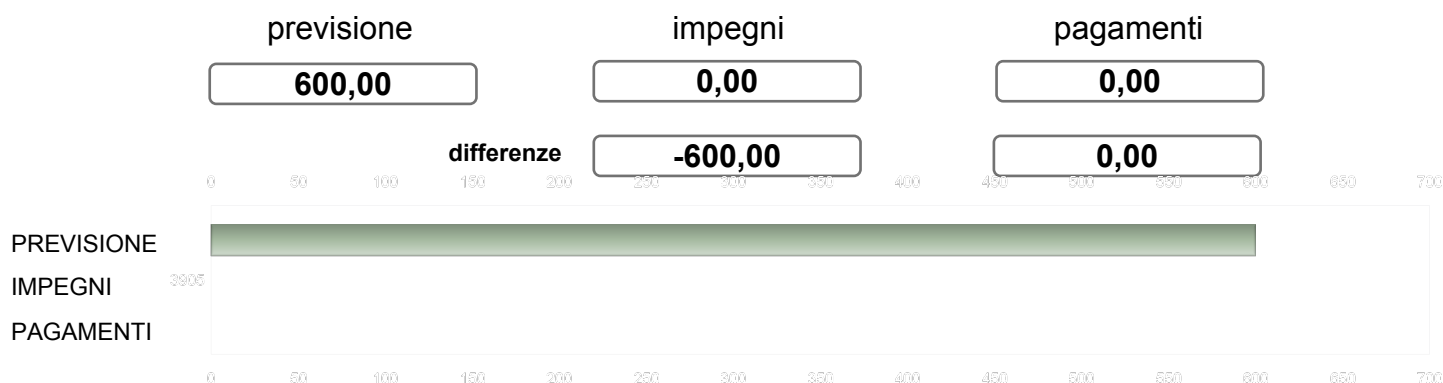 previsione impegni pagamenti
600,00 0,00 0,00
differenze -600,00 0,00
0 50 100 150 200 250 300 350 400 450 500 550 600 650 700
PREVISIONE
3905
IMPEGNI
PAGAMENTI
0 50 100 150 200 250 300 350 400 450 500 550 600 650 700